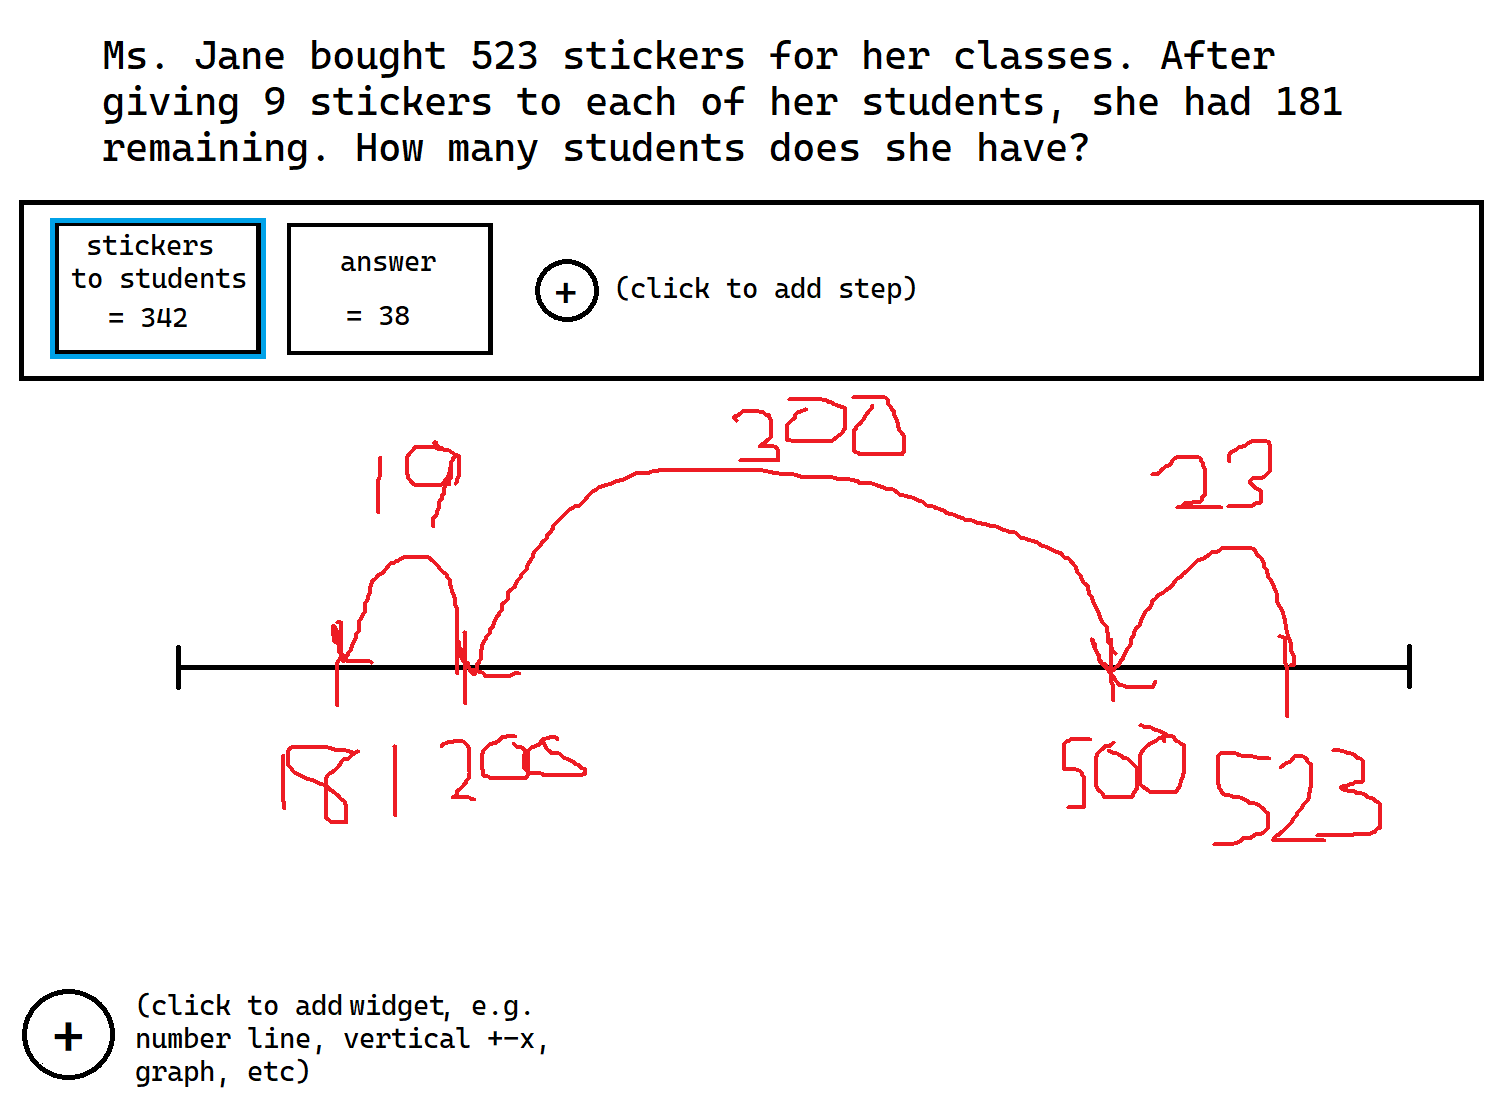 Ms. Jane bought 523 stickers for her classes. After
giving 9 stickers to each of her students, she had 181
remaining. How many students does she have?
stickers
to students
= 342
answer
= 38
+ (click to add step)
19
200
23
181
200
500
523
+
(click to add widget, e.g.
number line, vertical +-x,
graph, etc)